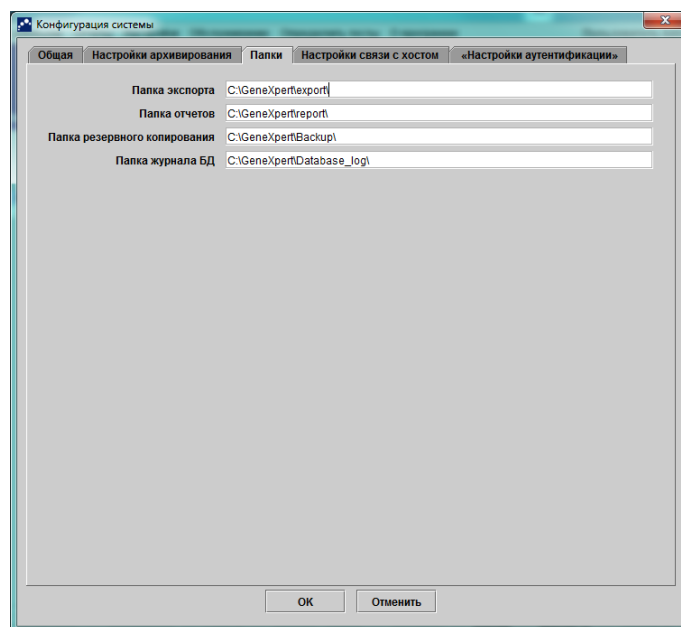 Конфигурация системы
Общая Настройки архивирования Папки Настройки связи с хостом «Настройки аутентификации»
Папка экспорта C:\GeneXpert\export\
Папка отчетов C:\GeneXpert\report\
Папка резервного копирования C:\GeneXpert\Backup\
Папка журнала БД C:\GeneXpert\Database_log\
ОК Отменить